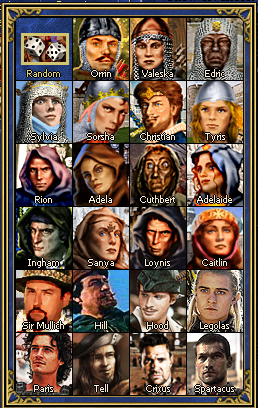 Random Orrin Valeska Edric
Sylvia Sorsha Christian Tyris
Rion Adela Cuthbert Adelaide
Ingham Sanya Loynis Caitlin
Sir Mullich Hill Hood Legolas
Paris Tell Crixus Spartacus